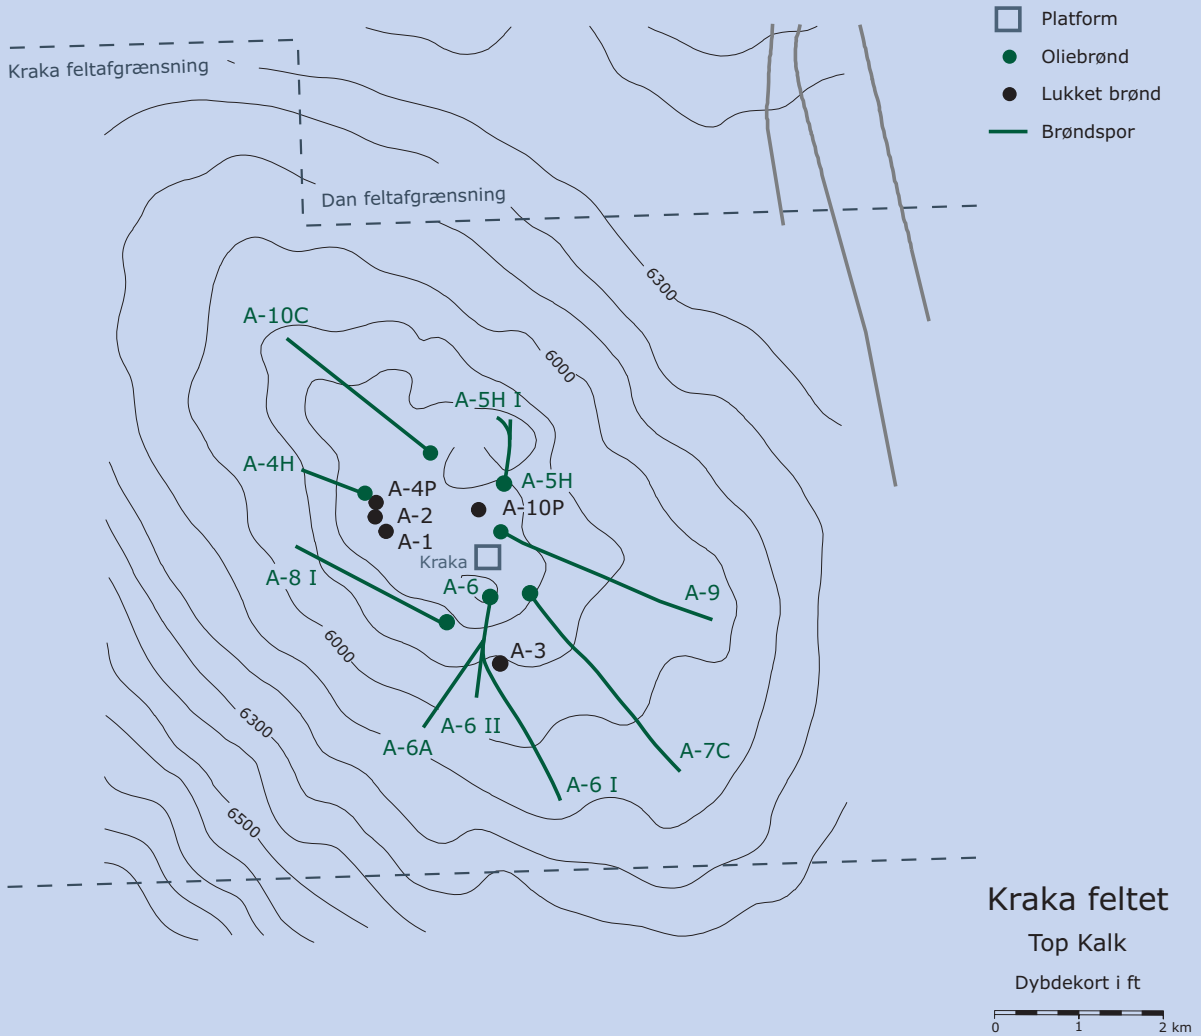 Platform
Oliebrønd
Lukket brønd
Brøndspor
Kraka feltafgrænsning
Dan feltafgrænsning
6300
A-10C
6000
A-5H I
A-4H
A-5H
A-4P
A-10P
A-2
A-1
Kraka
A-8 I
A-6
A-9
6000
A-3
6300
A-6 II
A-6A
A-7C
A-6 I
6500
Kraka feltet
Top Kalk
Dybdekort i ft
0 1 2 km